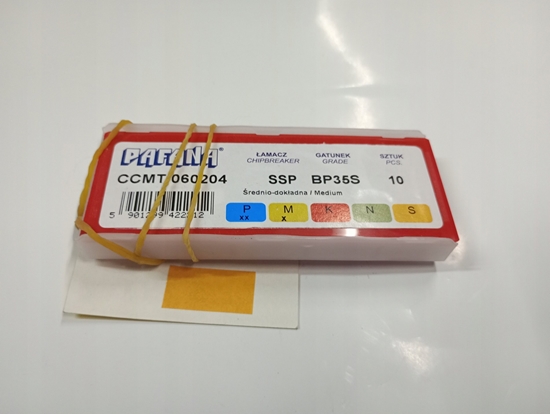 PAFANA
ŁAMACZ GATUNEK SZTUK
CHIPBREAKER GRADE PCS.
CCMT 060204 SSP BP35S 10
Średnio-dokładna / Medium
P M K N S
xx x